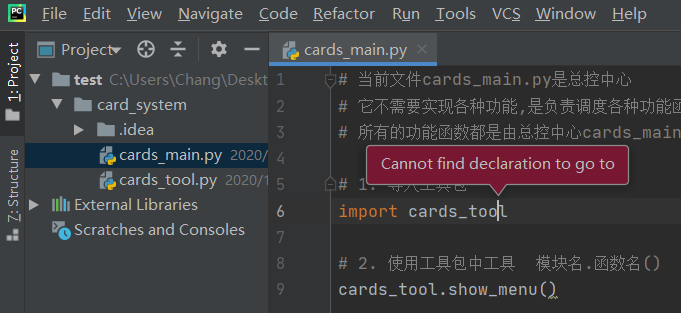 File Edit View Navigate Code Refactor Run Tools VCS Window Help
Project
cards_main.py
1: Project
Z: Structure
test C:\Users\Chang\Deskt
card_system
.idea
cards_main.py 2020/
cards_tool.py 2020/1
External Libraries
Scratches and Consoles
1 # 当前文件cards_main.py是总控中心
2 # 它不需要实现各种功能,是负责调度各种功能函
3 # 所有的功能函数都是由总控中心cards_main
Cannot find declaration to go to
5 # 1. 导入工具包
6 import cards_tool
7
8 # 2. 使用工具包中工具 模块名.函数名()
9 cards_tool.show_menu()